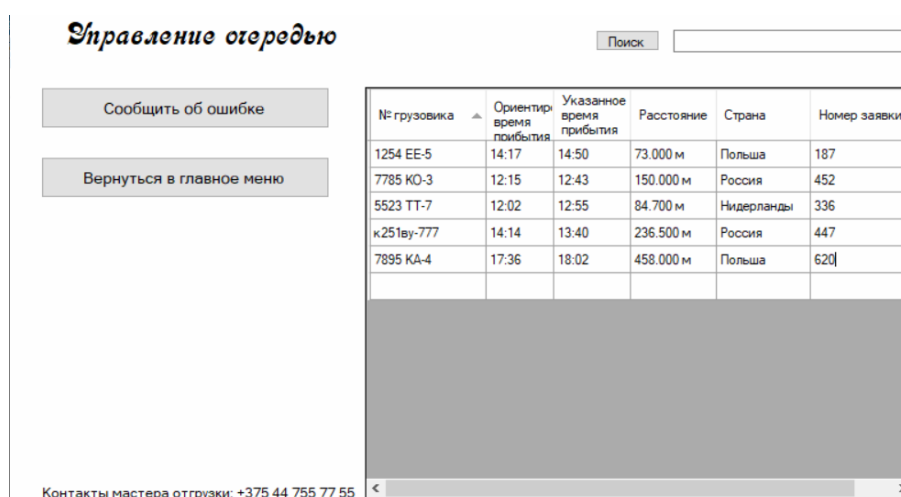 Управление очередью
Поиск
Сообщить об ошибке
Вернуться в главное меню
№ грузовика Ориентир время прибытия Указанное время прибытия Расстояние Страна Номер заявки
1254 ЕЕ-5 14:17 14:50 73.000 м Польша 187
7785 КО-3 12:15 12:43 150.000 м Россия 452
5523 ТТ-7 12:02 12:55 84.700 м Нидерланды 336
к251ву-777 14:14 13:40 236.500 м Россия 447
7895 КА-4 17:36 18:02 458.000 м Польша 620
Контакты мастера отгрузки: +375 44 755 77 55